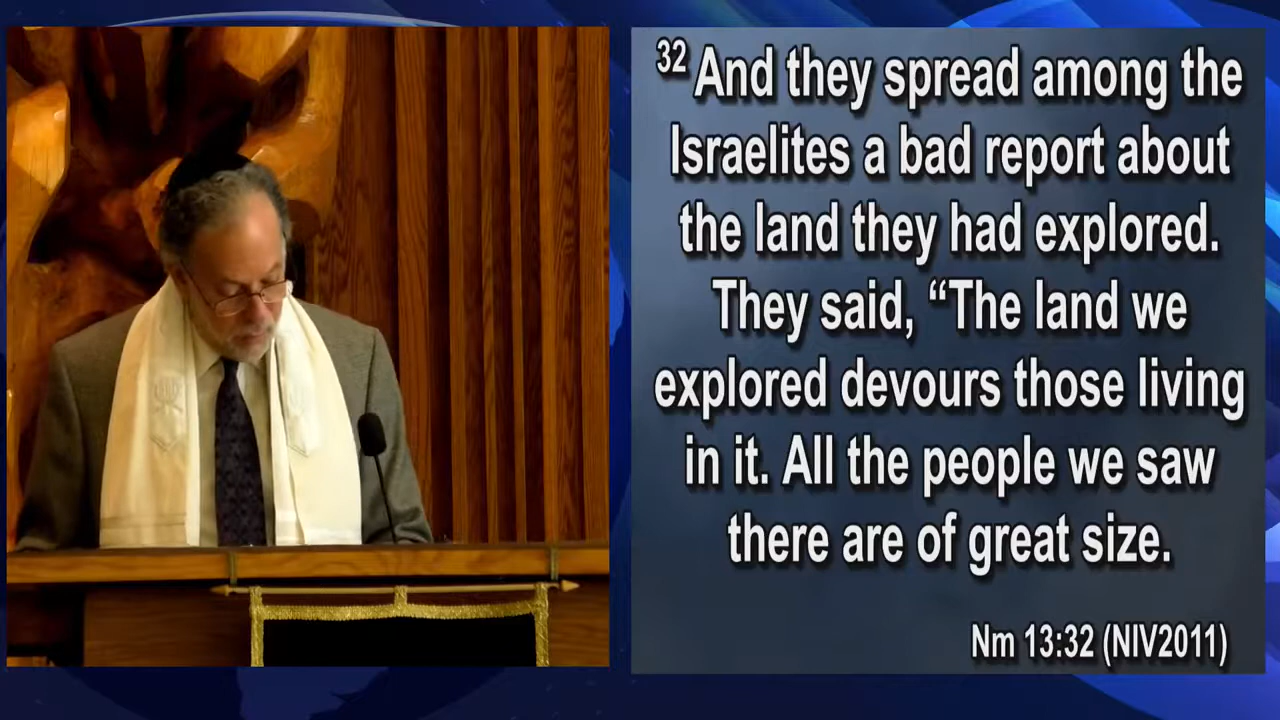 32 And they spread among the
Israelites a bad report about
the land they had explored.
They said, “The land we
explored devours those living
in it. All the people we saw
there are of great size.
Nm 13:32 (NIV2011)